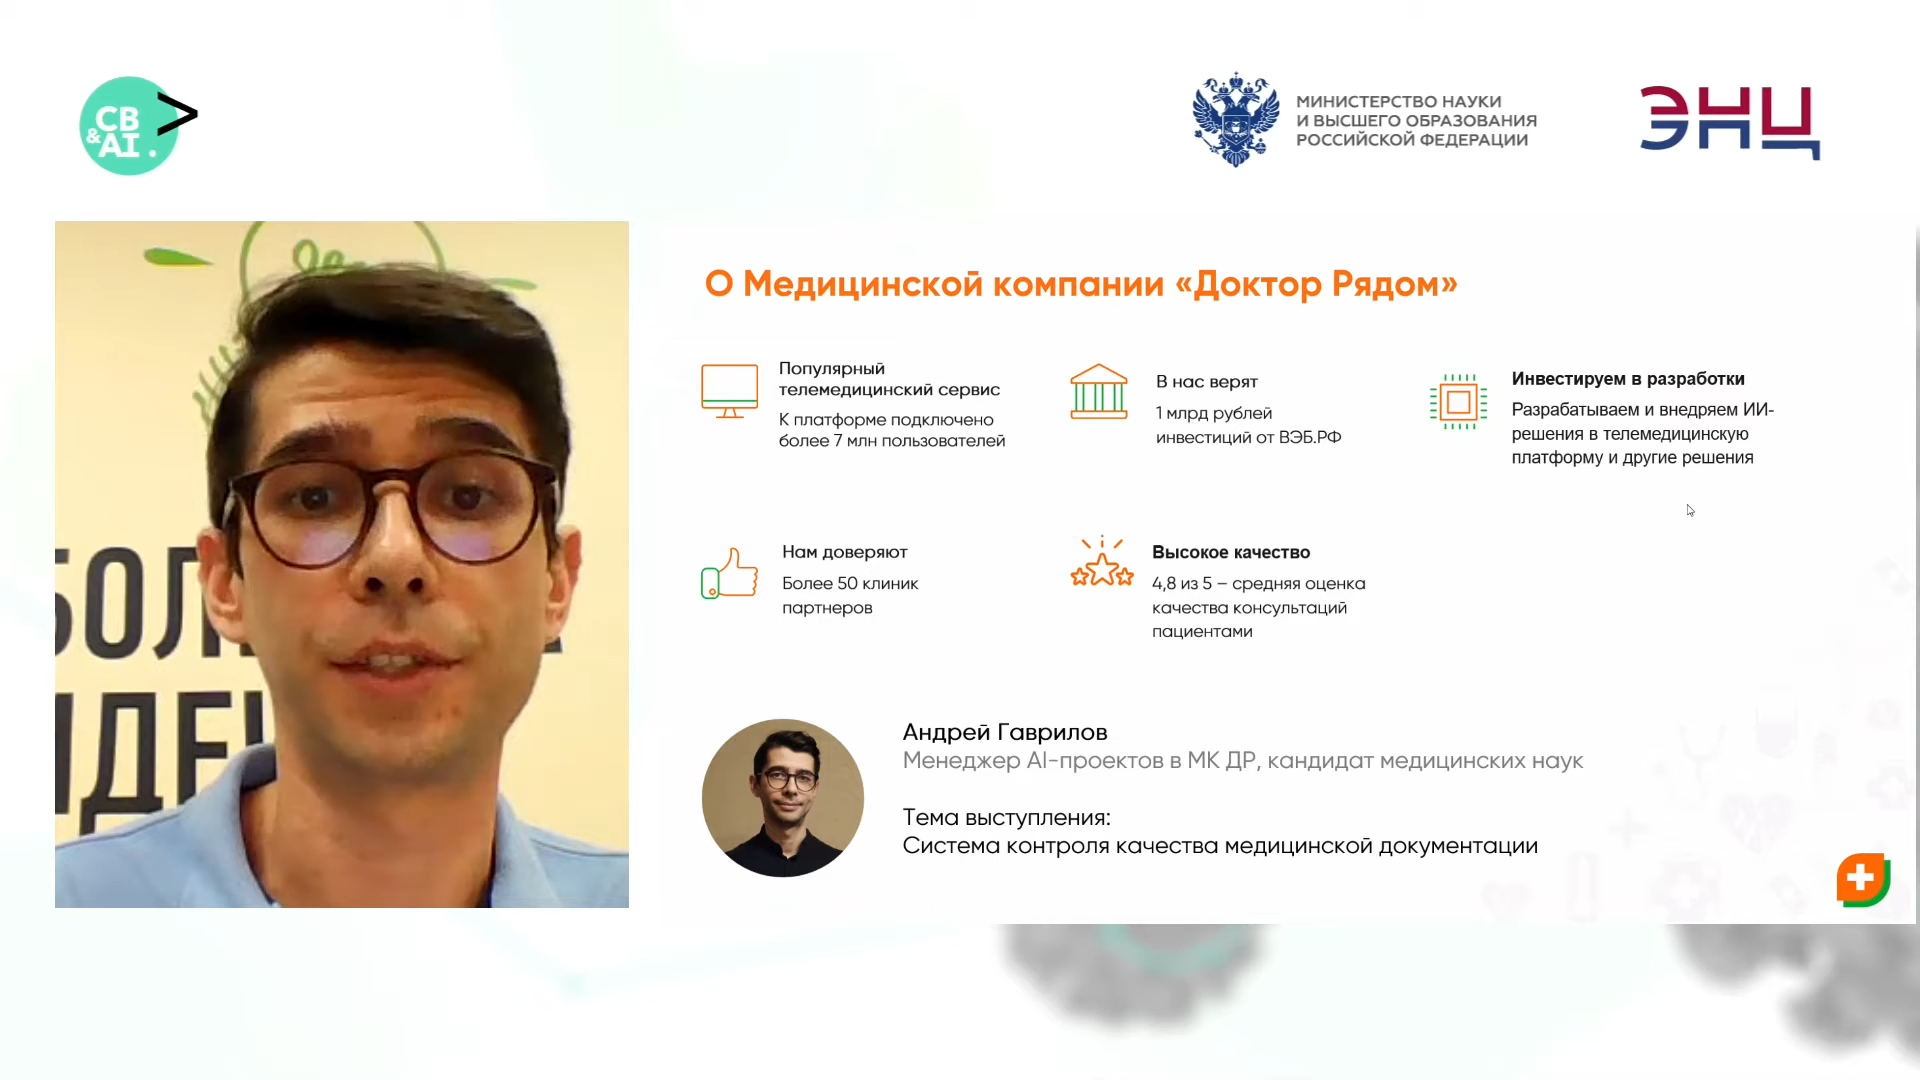 СВ
&AI.
>
МИНИСТЕРСТВО НАУКИ
И ВЫСШЕГО ОБРАЗОВАНИЯ
РОССИЙСКОЙ ФЕДЕРАЦИИ
ЭНЦ
О Медицинской компании «Доктор Рядом»
Популярный
телемедицинский сервис
К платформе подключено
более 7 млн пользователей
В нас верят
1 млрд рублей
инвестиций от ВЭБ.РФ
Инвестируем в разработки
Разрабатываем и внедряем ИИ-
решения в телемедицинскую
платформу и другие решения
Нам доверяют
Более 50 клиник
партнеров
Высокое качество
4,8 из 5 – средняя оценка
качества консультаций
пациентами
Андрей Гаврилов
Менеджер AI-проектов в МК ДР, кандидат медицинских наук
Тема выступления:
Система контроля качества медицинской документации